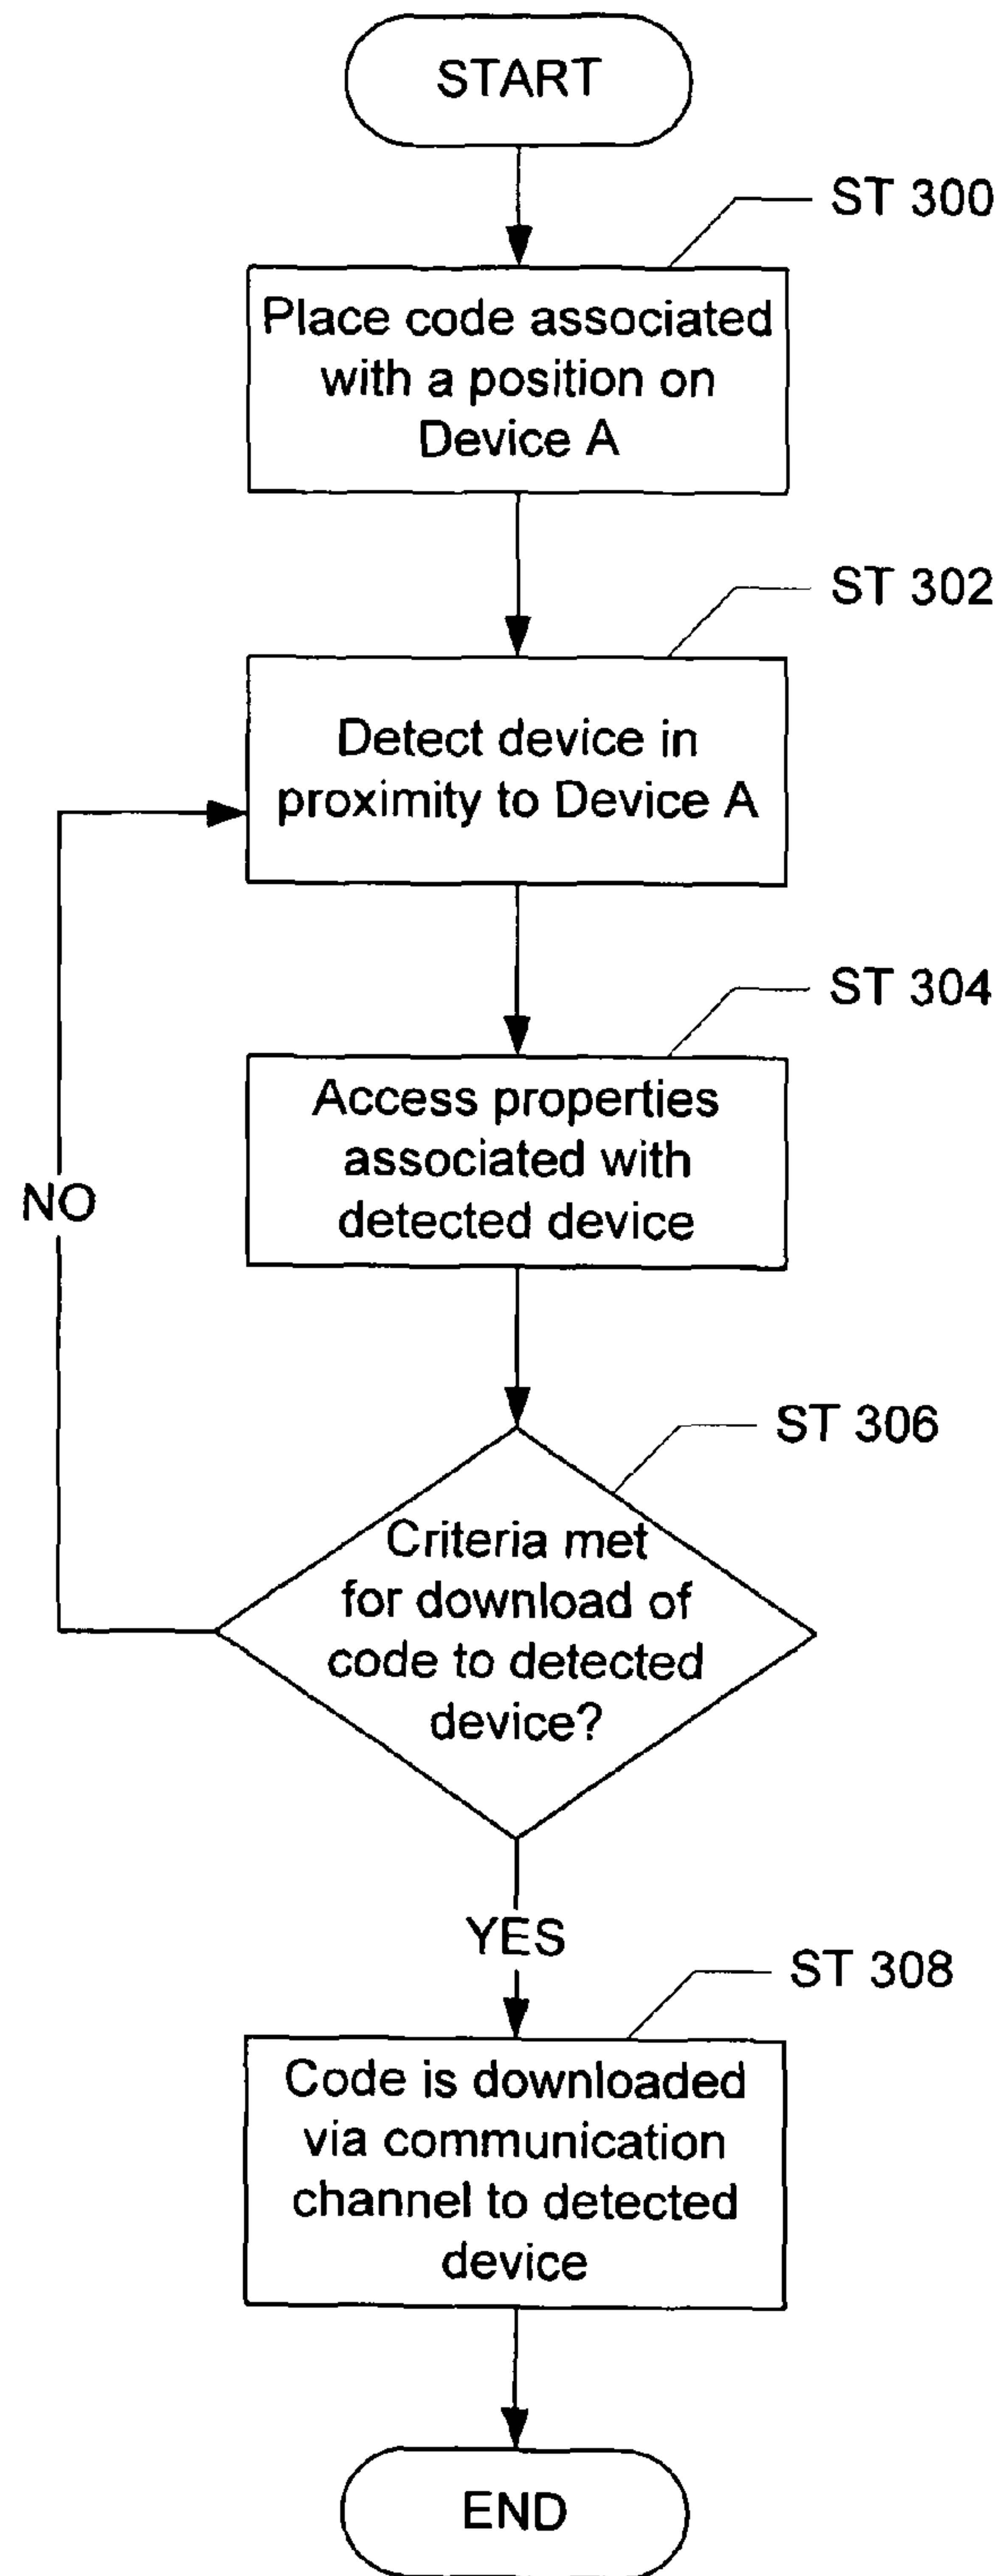 START
ST 300
Place code associated
with a position on
Device A
ST 302
Detect device in
proximity to Device A
ST 304
Access properties
associated with
detected device
NO
ST 306
Criteria met
for download of
code to detected
device?
YES
ST 308
Code is downloaded
via communication
channel to detected
device
END